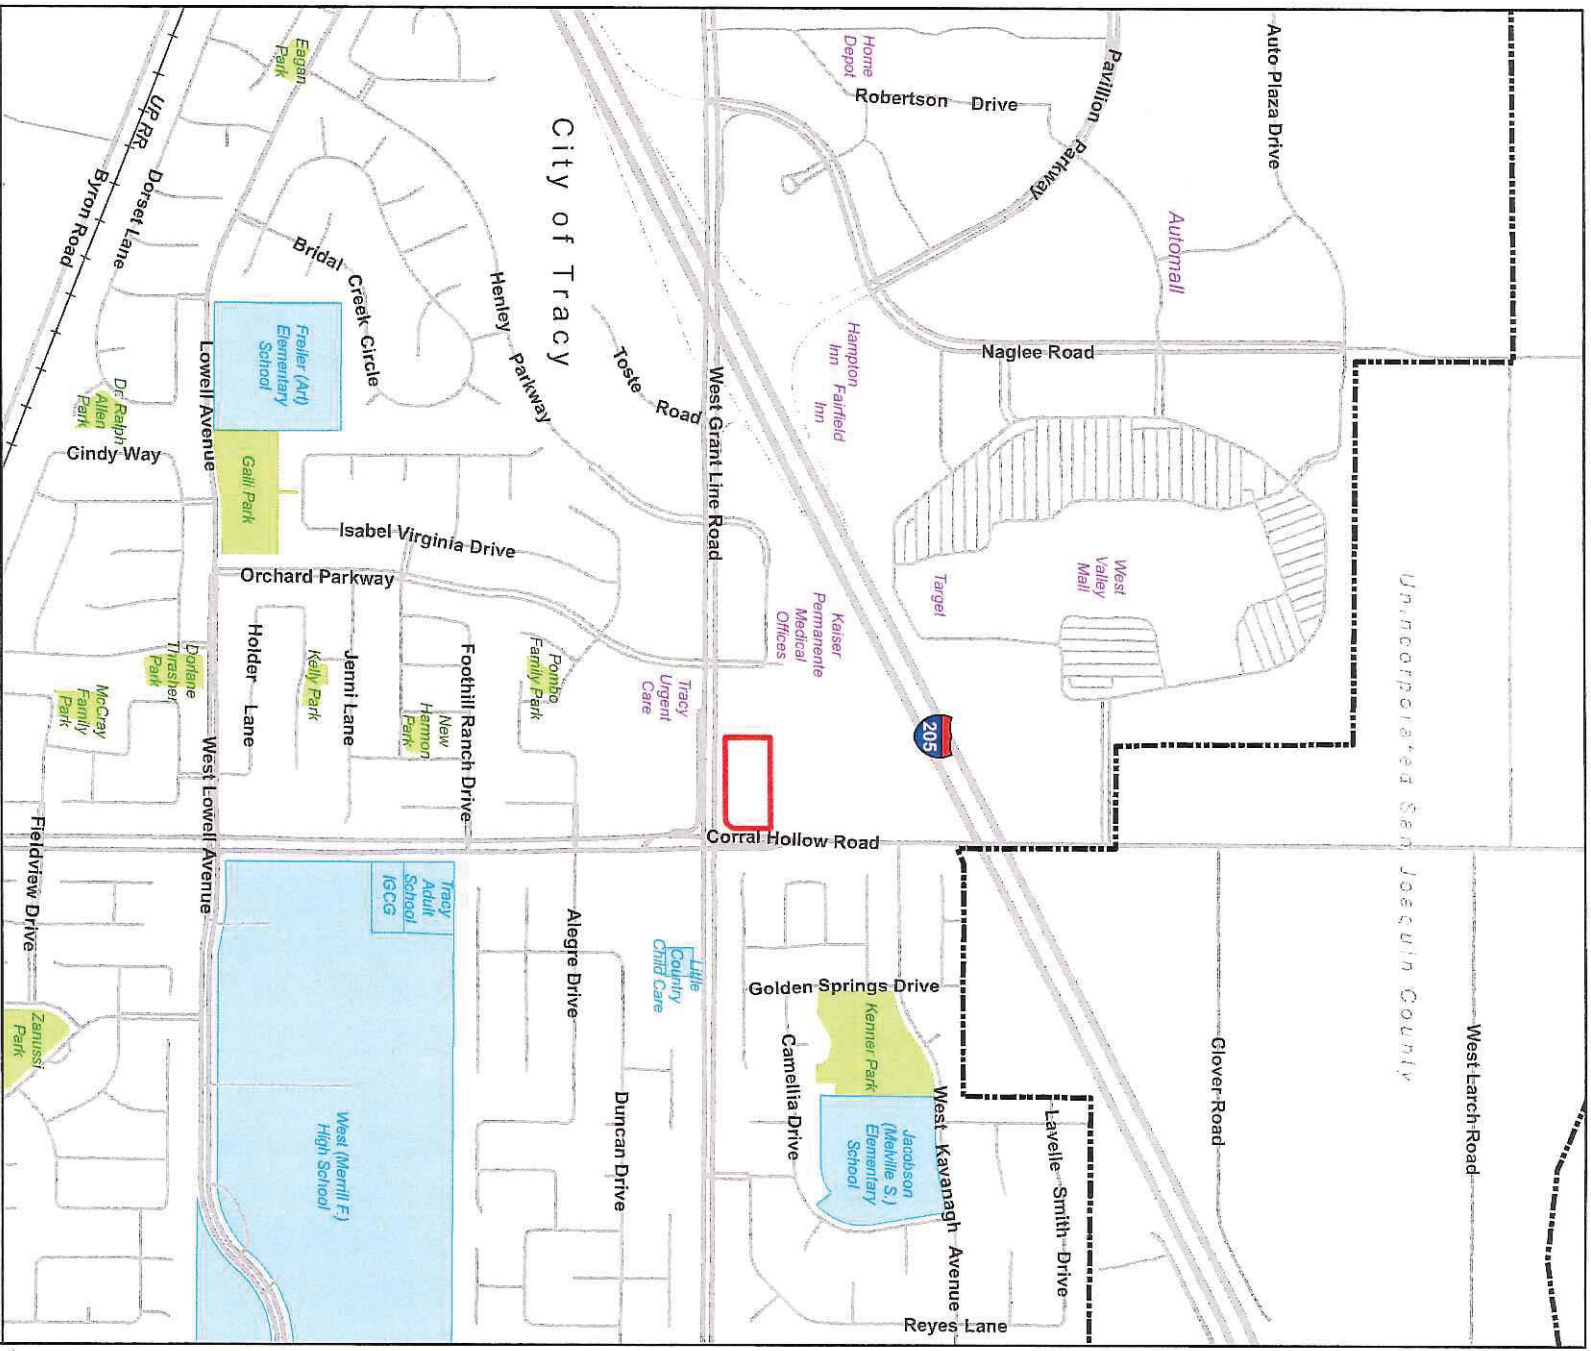 Auto Plaza Drive
Pavillion Parkway
Home
Depot
Robertson Drive
Automall
Eagan
Park
UP RR
Byron Road
Dorset Lane
City of Tracy
Bridal Creek Circle
Henley Parkway
Toste Road
West Grant Line Road
Hampton
Inn
Fairfield
Inn
Naglee Road
Freiler (Art)
Elementary
School
Lowell Avenue
Galli Park
Dr. Ralph
Allen
Park
Cindy Way
Isabel Virginia Drive
Orchard Parkway
Target
West
Valley
Mall
Unincorporated San Joaquin County
Kaiser
Permanente
Medical
Offices
Tracy
Urgent
Care
Pombo
Family Park
Foothill Ranch Drive
New
Harmon
Park
Jenni Lane
Kelly Park
Holder Lane
Dorlane
Thrasher
Park
McCray
Family
Park
West Lowell Avenue
205
Corral Hollow Road
Fieldview Drive
Tracy
Adult
School
IGCG
Alegre Drive
Little
Country
Child Care
Golden Springs Drive
Kenner Park
Camellia Drive
Duncan Drive
Zanussi
Park
West (Merrill F.)
High School
Jacobson
(Melville S.)
Elementary
School
West Kavanagh Avenue
Lavelle Smith Drive
Clover Road
West Larch Road
Reyes Lane